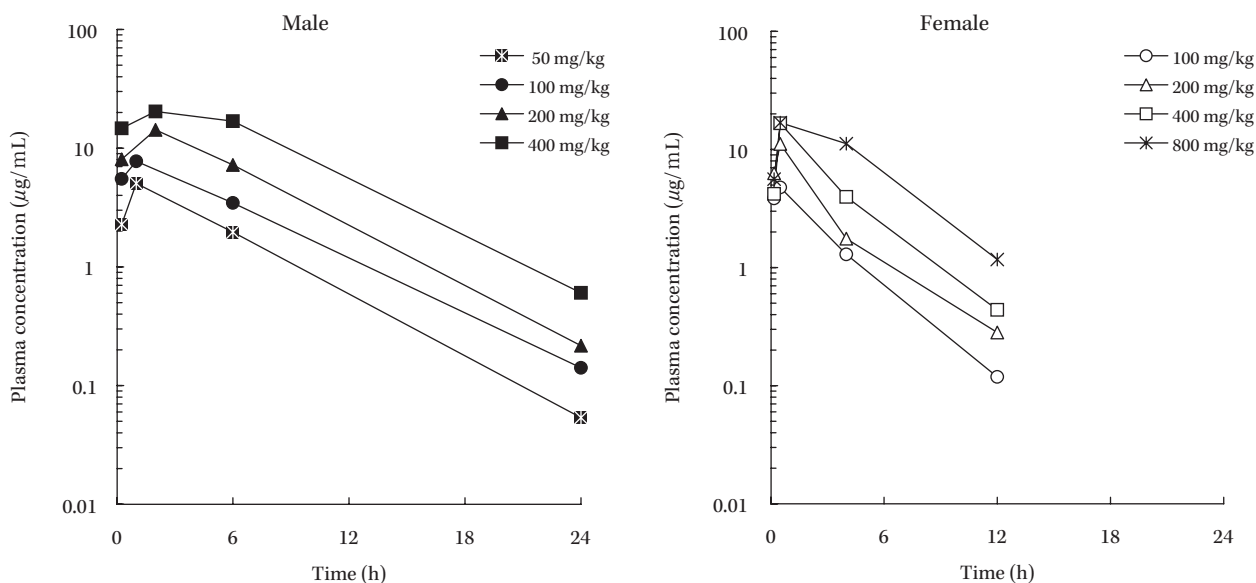 Male
100
10
1
0.1
0.01
0
6
12
18
24
Time (h)
Plasma concentration (µg/mL)
50 mg/kg
100 mg/kg
200 mg/kg
400 mg/kg
Female
100
10
1
0.1
0.01
0
6
12
18
24
Time (h)
Plasma concentration (µg/mL)
100 mg/kg
200 mg/kg
400 mg/kg
800 mg/kg